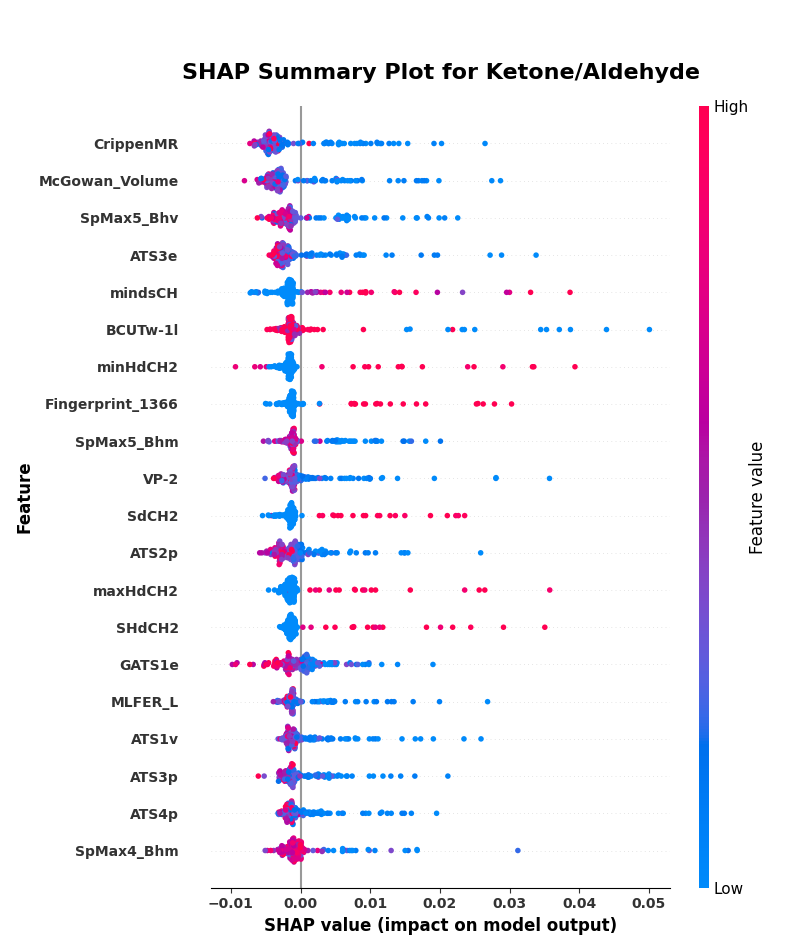 SHAP Summary Plot for Ketone/Aldehyde
High
CrippenMR
McGowan_Volume
SpMax5_Bhv
ATS3e
mindsCH
BCUTw-1l
minHdCH2
Fingerprint_1366
SpMax5_Bhm
VP-2
SdCH2
ATS2p
maxHdCH2
SHdCH2
GATS1e
MLFER_L
ATS1v
ATS3p
ATS4p
SpMax4_Bhm
Feature
Feature value
Low
−0.01 0.00 0.01 0.02 0.03 0.04 0.05
SHAP value (impact on model output)